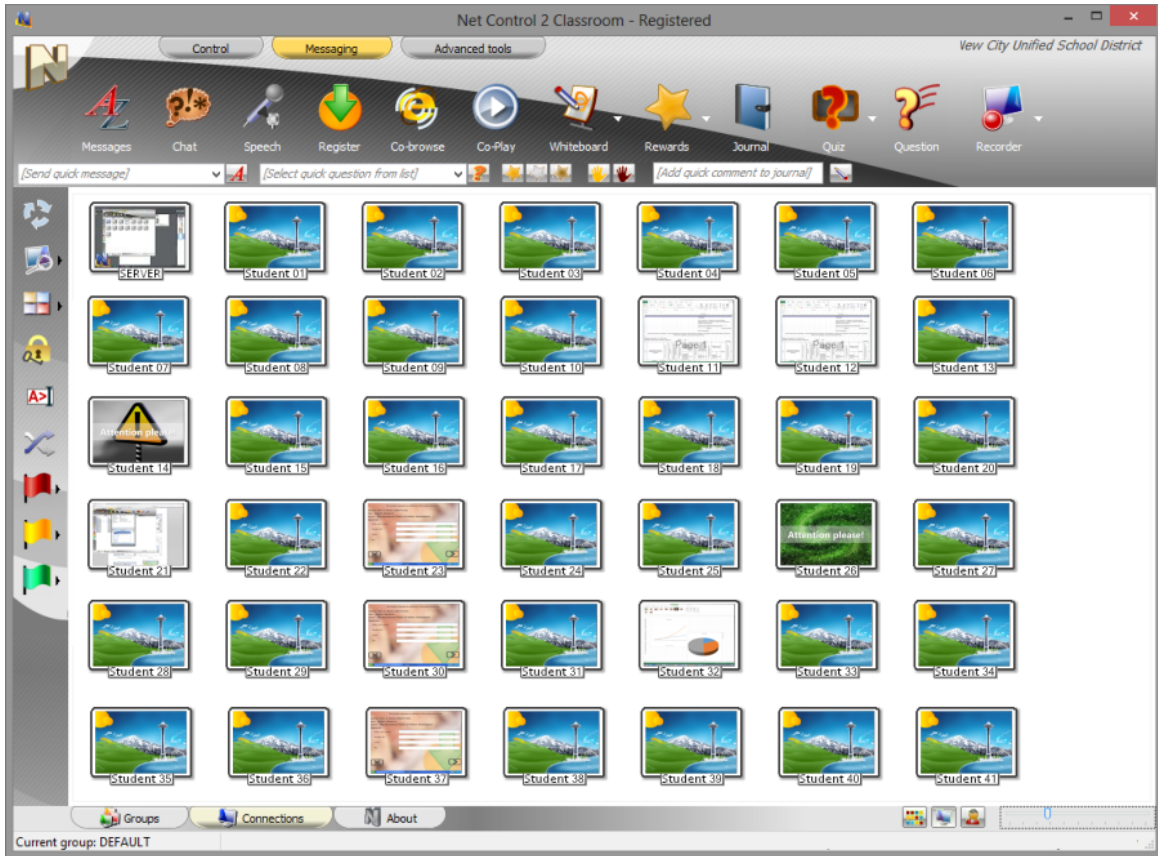 Net Control 2 Classroom - Registered
Control Messaging Advanced tools
View City Unified School District
Messages Chat Speech Register Co-browse Co-Play Whiteboard Rewards Journal Quiz Question Recorder
[Send quick message] [Select quick question from list] [Add quick comment to journal]
SERVER Student 01 Student 02 Student 03 Student 04 Student 05 Student 06
Page 1 Page 1
Student 07 Student 08 Student 09 Student 10 Student 11 Student 12 Student 13
A>
Attention please!
Student 14 Student 15 Student 16 Student 17 Student 18 Student 19 Student 20
Attention please!
Student 21 Student 22 Student 23 Student 24 Student 25 Student 26 Student 27
Student 28 Student 29 Student 30 Student 31 Student 32 Student 33 Student 34
Student 35 Student 36 Student 37 Student 38 Student 39 Student 40 Student 41
Groups Connections About
Current group: DEFAULT